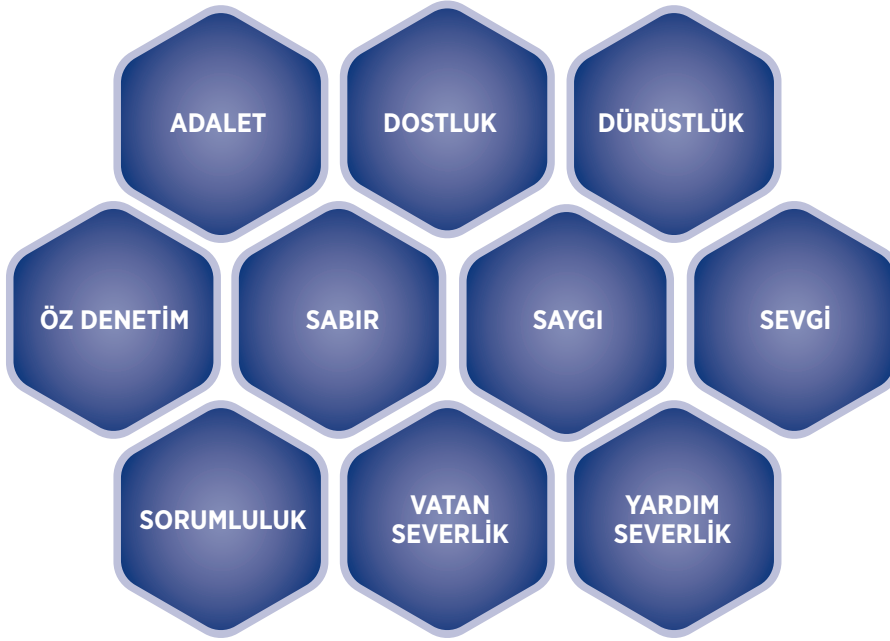 ADALET
DOSTLUK
DÜRÜSTLÜK
ÖZ DENETİM
SABIR
SAYGI
SEVGİ
SORUMLULUK
VATAN
SEVERLİK
YARDIM
SEVERLİK